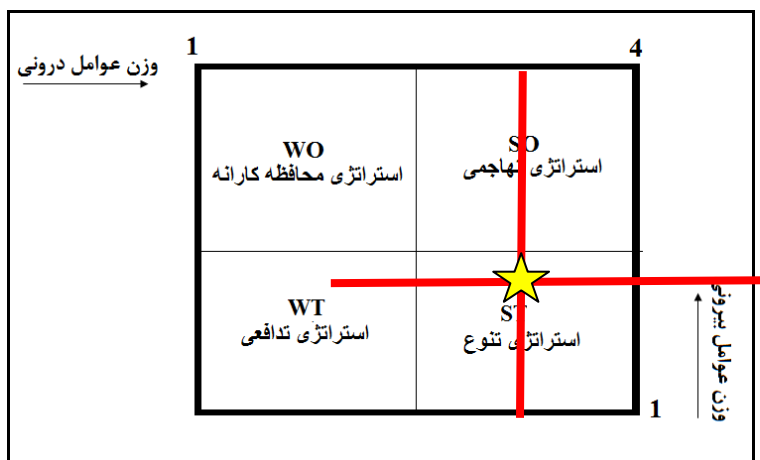 1
4
وزن عوامل درونی
WO
استراتژی محافظه کارانه
SO
استراتژی تهاجمی
WT
استراتژی تدافعی
ST
استراتژی تنوع
وزن عوامل بیرونی
1